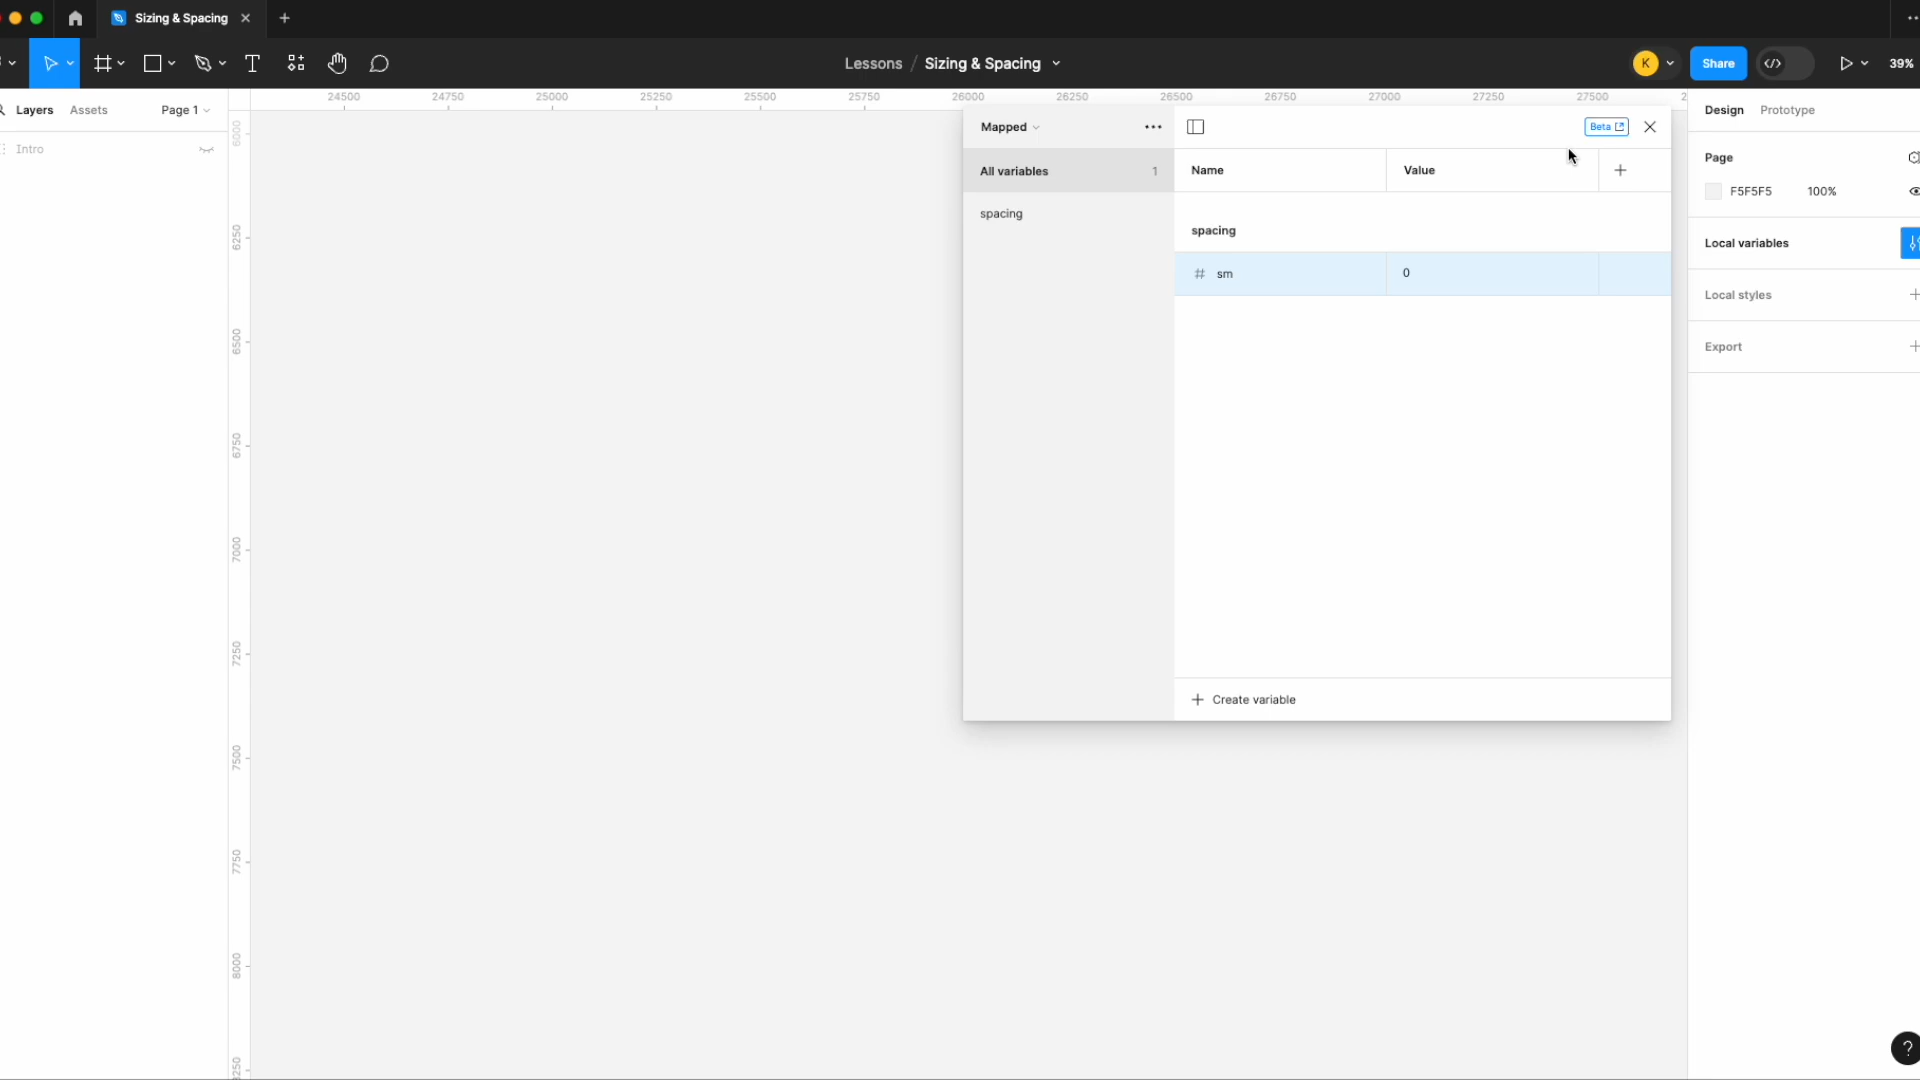 Sizing & Spacing
Lessons / Sizing & Spacing
K
Share
39%
Layers Assets Page 1
Intro
24500 24750 25000 25250 25500 25750 26000 26250 26500 26750 27000 27250 27500
6000
6250
6500
6750
7000
7250
7500
7750
8000
Mapped
Beta
All variables 1
Name Value
spacing
spacing
# sm 0
Create variable
Design Prototype
Page
F5F5F5 100%
Local variables
Local styles
Export
?